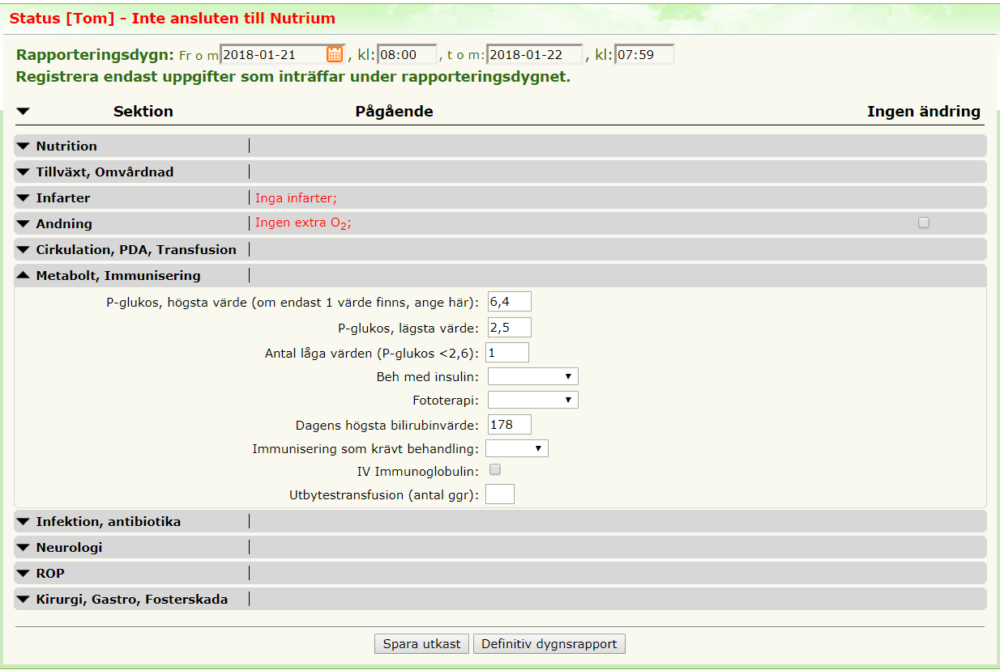 Status [Tom] - Inte ansluten till Nutrium
Rapporteringsdygn: Fr o m 2018-01-21 , kl: 08:00 , t o m: 2018-01-22 , kl: 07:59
Registrera endast uppgifter som inträffar under rapporteringsdygnet.
Sektion Pågående Ingen ändring
Nutrition
Tillväxt, Omvårdnad
Infarter Inga infarter;
Andning Ingen extra O₂;
Cirkulation, PDA, Transfusion
Metabolt, Immunisering
P-glukos, högsta värde (om endast 1 värde finns, ange här): 6,4
P-glukos, lägsta värde: 2,5
Antal låga värden (P-glukos <2,6): 1
Beh med insulin:
Fototerapi:
Dagens högsta bilirubinvärde: 178
Immunisering som krävt behandling:
IV Immunoglobulin:
Utbytestransfusion (antal ggr):
Infektion, antibiotika
Neurologi
ROP
Kirurgi, Gastro, Fosterskada
Spara utkast Definitiv dygnsrapport